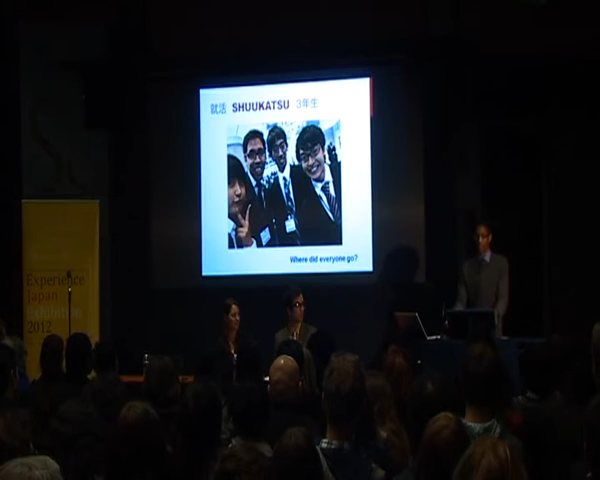 就活 SHUUKATSU 3年生
Where did everyone go?
Experience
Japan
Exhibition
2012